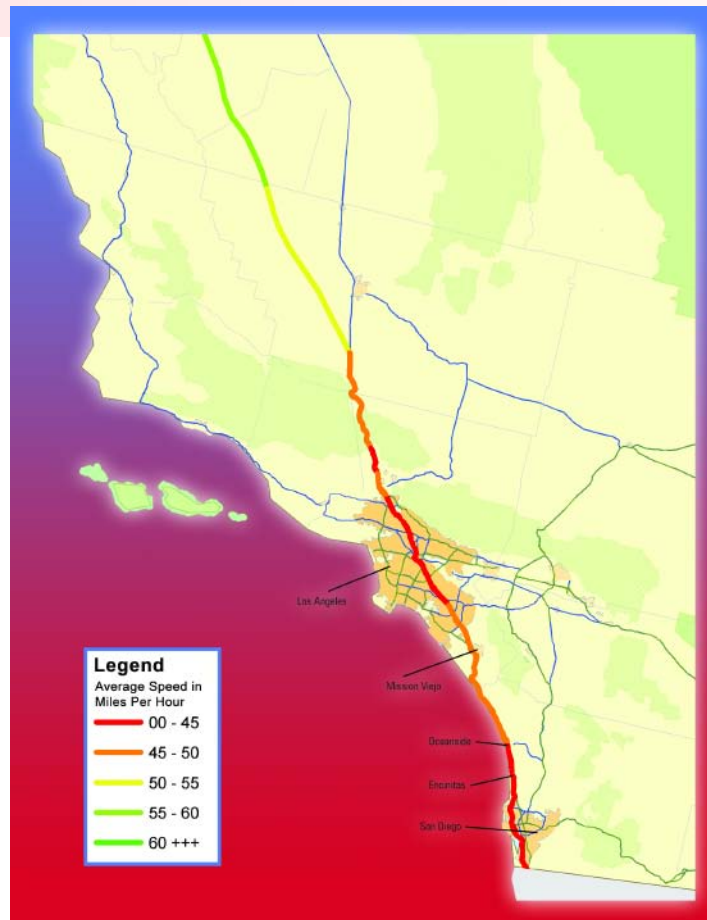 Los Angeles
Mission Viejo
Oceanside
Encinitas
San Diego
Legend
Average Speed in
Miles Per Hour
00 - 45
45 - 50
50 - 55
55 - 60
60 +++